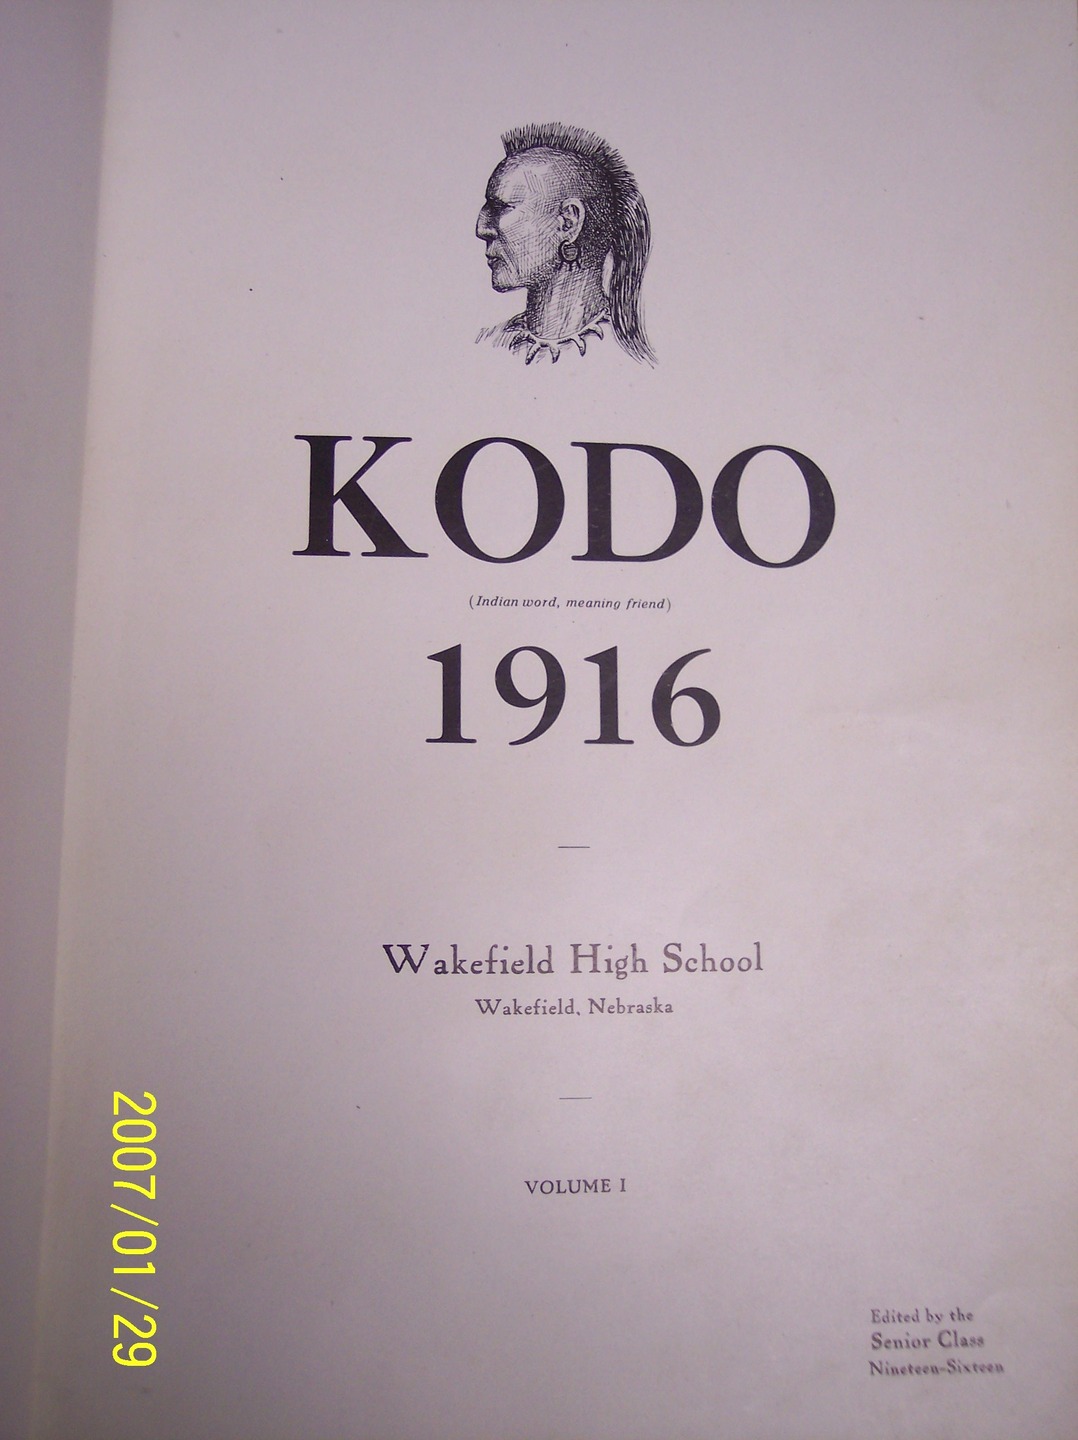 KODO
(Indian word, meaning friend)
1916
Wakefield High School
Wakefield, Nebraska
VOLUME I
Edited by the
Senior Class
Nineteen-Sixteen
2007/01/29